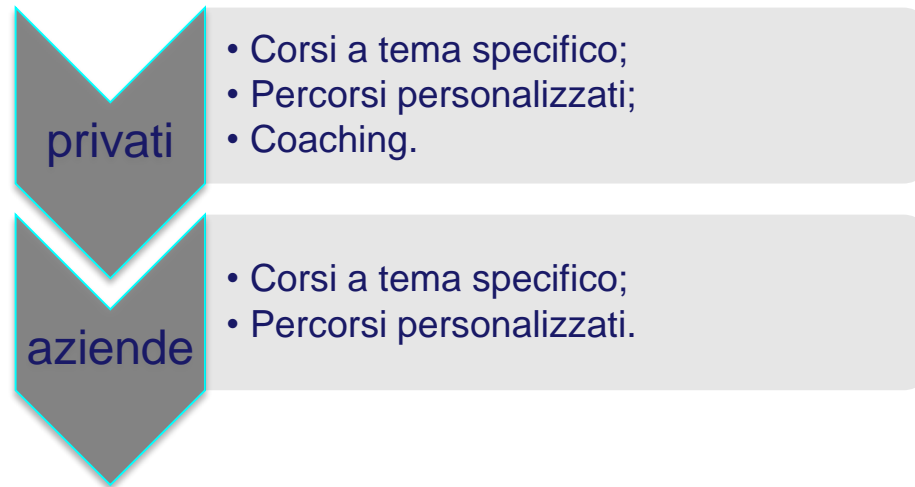 privati
• Corsi a tema specifico;
• Percorsi personalizzati;
• Coaching.
aziende
• Corsi a tema specifico;
• Percorsi personalizzati.